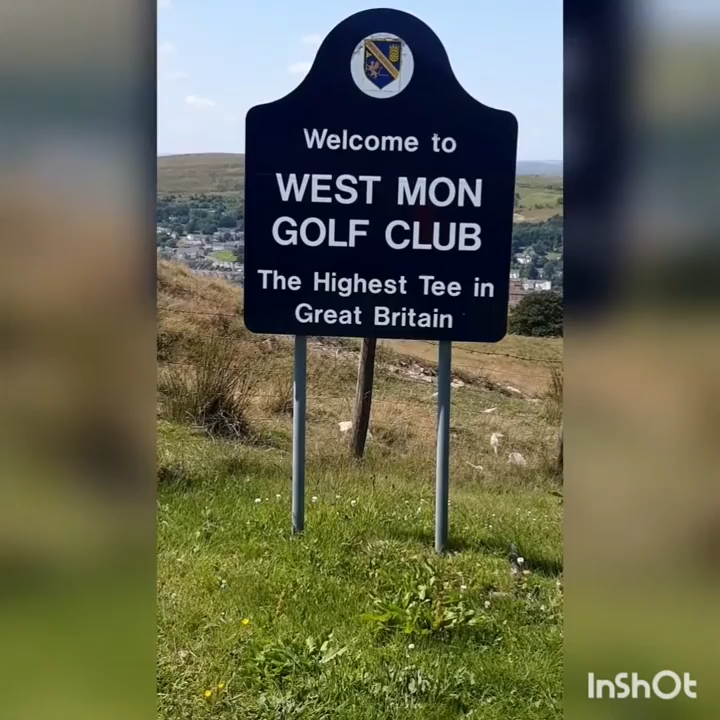 Welcome to
WEST MON
GOLF CLUB
The Highest Tee in
Great Britain
InShOt